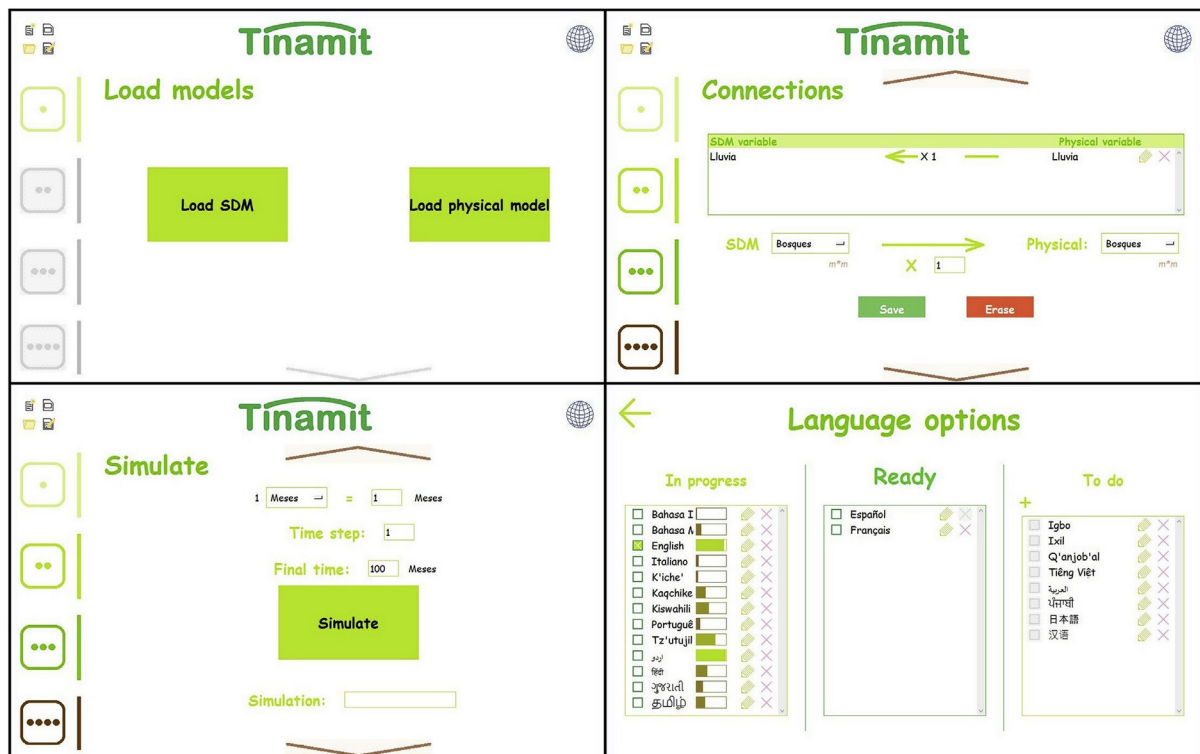 Tinamit
Load models
Load SDM
Load physical model
Tinamit
Connections
SDM variable Physical variable
Lluvia X 1 Lluvia
SDM Bosques Physical: Bosques
m*m X 1 m*m
Save Erase
Tinamit
Simulate
1 Meses = 1 Meses
Time step: 1
Final time: 100 Meses
Simulate
Simulation:
Language options
In progress
Bahasa I
Bahasa M
English
Italiano
K'iche'
Kaqchike
Kiswahili
Portuguê
Tz'utujil
اردو
हिंदी
ગુજરાતી
தமிழ்
Ready
Español
Français
To do
+
Igbo
Ixil
Q'anjob'al
Tiêng Việt
العربية
ਪੰਜਾਬੀ
日本語
汉语